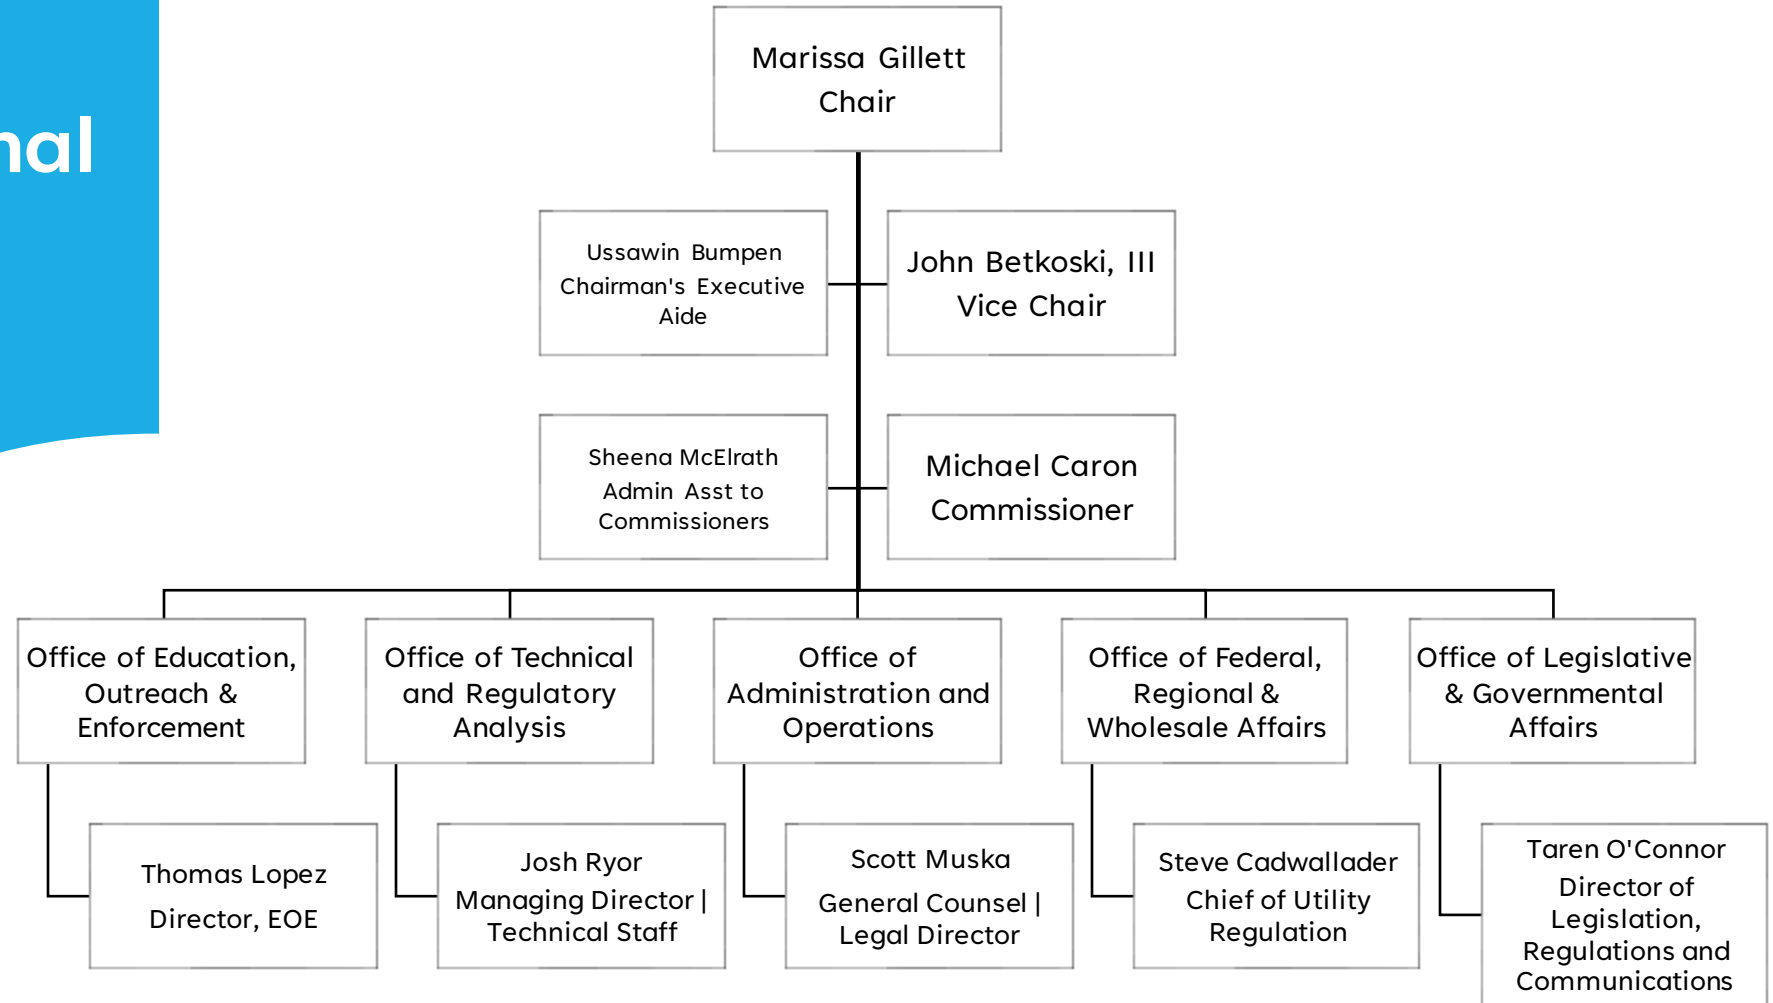 nal
Marissa Gillett
Chair
Ussawin Bumpen
Chairman's Executive
Aide
John Betkoski, III
Vice Chair
Sheena McElrath
Admin Asst to
Commissioners
Michael Caron
Commissioner
Office of Education,
Outreach &
Enforcement
Office of Technical
and Regulatory
Analysis
Office of
Administration and
Operations
Office of Federal,
Regional &
Wholesale Affairs
Office of Legislative
& Governmental
Affairs
Thomas Lopez
Director, EOE
Josh Ryor
Managing Director |
Technical Staff
Scott Muska
General Counsel |
Legal Director
Steve Cadwallader
Chief of Utility
Regulation
Taren O'Connor
Director of
Legislation,
Regulations and
Communications